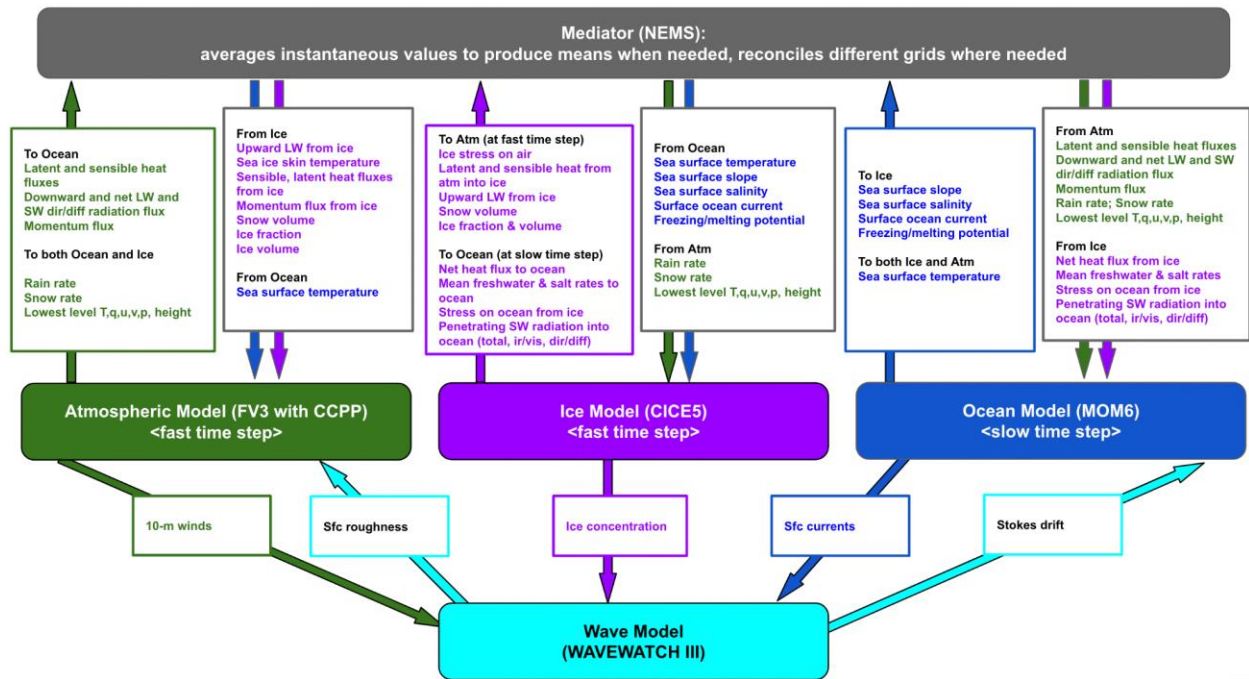 Mediator (NEMS):
averages instantaneous values to produce means when needed, reconciles different grids where needed
To Ocean
Latent and sensible heat
fluxes
Downward and net LW and
SW dir/diff radiation flux
Momentum flux
To both Ocean and Ice
Rain rate
Snow rate
Lowest level T,q,u,v,p, height
From Ice
Upward LW from ice
Sea ice skin temperature
Sensible, latent heat fluxes
from ice
Momentum flux from ice
Snow volume
Ice fraction
Ice volume
From Ocean
Sea surface temperature
To Atm (at fast time step)
Ice stress on air
Latent and sensible heat from
atm into ice
Upward LW from ice
Snow volume
Ice fraction & volume
To Ocean (at slow time step)
Net heat flux to ocean
Mean freshwater & salt rates to
ocean
Stress on ocean from ice
Penetrating SW radiation into
ocean (total, ir/vis, dir/diff)
From Ocean
Sea surface temperature
Sea surface slope
Sea surface salinity
Surface ocean current
Freezing/melting potential
From Atm
Rain rate
Snow rate
Lowest level T,q,u,v,p, height
To Ice
Sea surface slope
Sea surface salinity
Surface ocean current
Freezing/melting potential
To both Ice and Atm
Sea surface temperature
From Atm
Latent and sensible heat fluxes
Downward and net LW and SW
dir/diff radiation flux
Momentum flux
Rain rate; Snow rate
Lowest level T,q,u,v,p, height
From Ice
Net heat flux from ice
Mean freshwater & salt rates
Stress on ocean from ice
Penetrating SW radiation into
ocean (total, ir/vis, dir/diff)
Atmospheric Model (FV3 with CCPP)
<fast time step>
Ice Model (CICE5)
<fast time step>
Ocean Model (MOM6)
<slow time step>
10-m winds
Sfc roughness
Ice concentration
Sfc currents
Stokes drift
Wave Model
(WAVEWATCH III)